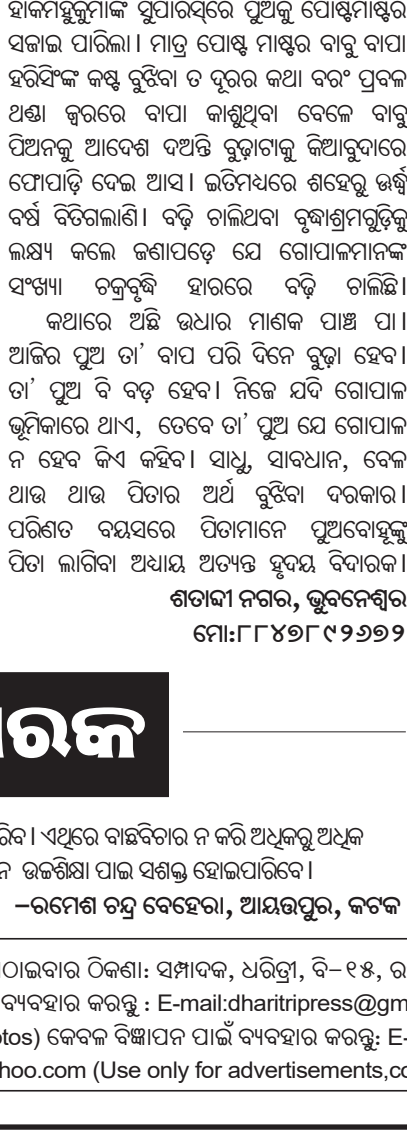 ହାକିମହୁକୁମାଙ୍କ ସୁପାରସ୍‌ରେ ପୁଅକୁ ପୋଷ୍ଟମାଷ୍ଟର
ସଜାଇ ପାରିଲା। ମାତ୍ର ପୋଷ୍ଟ ମାଷ୍ଟର ବାବୁ ବାପା
ହରିସିଂଙ୍କ କଷ୍ଟ ବୁଝିବା ତ ଦୂରର କଥା ବରଂ ପ୍ରବଳ
ଥଣ୍ଡା ଜ୍ୱରରେ ବାପା କାଶୁଥିବା ବେଳେ ବାବୁ
ପିଅନକୁ ଆଦେଶ ଦିଅନ୍ତି ବୁଢ଼ାଟାକୁ କିଆବୁଦାରେ
ଫୋପାଡ଼ି ଦେଇ ଆସ। ଇତିମଧ୍ୟରେ ଶହେରୁ ଊର୍ଦ୍ଧ୍ୱ
ବର୍ଷ ବିତିଗଲାଣି। ବଢ଼ି ଚାଲିଥିବା ବୃଦ୍ଧାଶ୍ରମଗୁଡ଼ିକୁ
ଲକ୍ଷ୍ୟ କଲେ ଜଣାପଡ଼େ ଯେ ଗୋପାଳମାନଙ୍କ
ସଂଖ୍ୟା ଚକ୍ରବୃଦ୍ଧି ହାରରେ ବଢ଼ି ଚାଲିଛି।
କଥାରେ ଅଛି ଉଧାର ମାଣକ ପାଞ୍ଚ ପା।
ଆଜିର ପୁଅ ତା’ ବାପ ପରି ଦିନେ ବୁଢ଼ା ହେବ।
ତା’ ପୁଅ ବି ବଡ଼ ହେବ। ନିଜେ ଯଦି ଗୋପାଳ
ଭୂମିକାରେ ଥାଏ, ତେବେ ତା’ ପୁଅ ଯେ ଗୋପାଳ
ନ ହେବ କିଏ କହିବ। ସାଧୁ, ସାବଧାନ, ବେଳ
ଥାଉ ଥାଉ ପିତାର ଅର୍ଥ ବୁଝିବା ଦରକାର।
ପରିଣତ ବୟସରେ ପିତାମାନେ ପୁଅବୋହୂଙ୍କୁ
ପିତା ଲାଗିବା ଅଧ୍ୟାୟ ଅତ୍ୟନ୍ତ ହୃଦୟ ବିଦାରକ।
ଶତାବ୍ଦୀ ନଗର, ଭୁବନେଶ୍ୱର
ମୋ:୮୮୪୭୮୯୨୬୭୨
ାରକ
ରିବ। ଏଥିରେ ବାଛବିଚାର ନ କରି ଅଧିକରୁ ଅଧିକ
ନ ଉଚ୍ଚଶିକ୍ଷା ପାଇ ସଶକ୍ତ ହୋଇପାରିବେ।
–ରମେଶ ଚନ୍ଦ୍ର ବେହେରା, ଆୟଉପୁର, କଟକ
ଠାଇବାର ଠିକଣା: ସମ୍ପାଦକ, ଧରିତ୍ରୀ, ବି–୧୫, ର
ବ୍ୟବହାର କରନ୍ତୁ : E-mail:dharitripress@gm
otos) କେବଳ ବିଜ୍ଞାପନ ପାଇଁ ବ୍ୟବହାର କରନ୍ତୁ: E-
hoo.com (Use only for advertisements,co